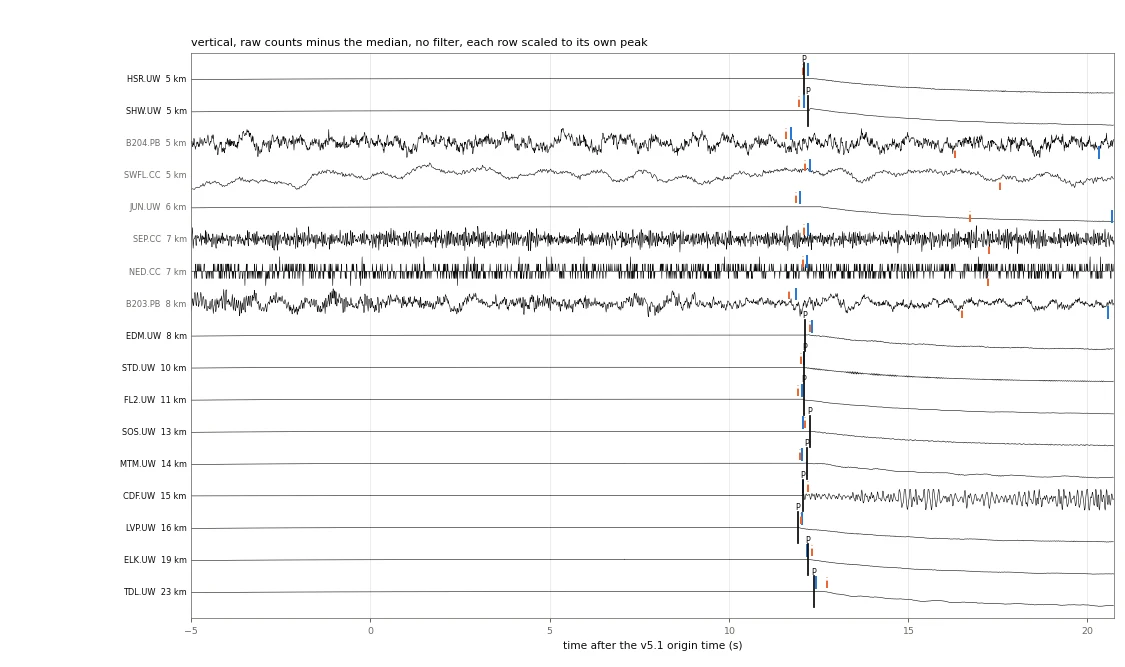 vertical, raw counts minus the median, no filter, each row scaled to its own peak
P
HSR.UW 5 km
P
SHW.UW 5 km
B204.PB 5 km
SWFL.CC 5 km
JUN.UW 6 km
SEP.CC 7 km
NED.CC 7 km
B203.PB 8 km
P
EDM.UW 8 km
P
STD.UW 10 km
P
FL2.UW 11 km
P
SOS.UW 13 km
P
MTM.UW 14 km
P
CDF.UW 15 km
P
LVP.UW 16 km
P
ELK.UW 19 km
P
TDL.UW 23 km
−5 0 5 10 15 20
time after the v5.1 origin time (s)